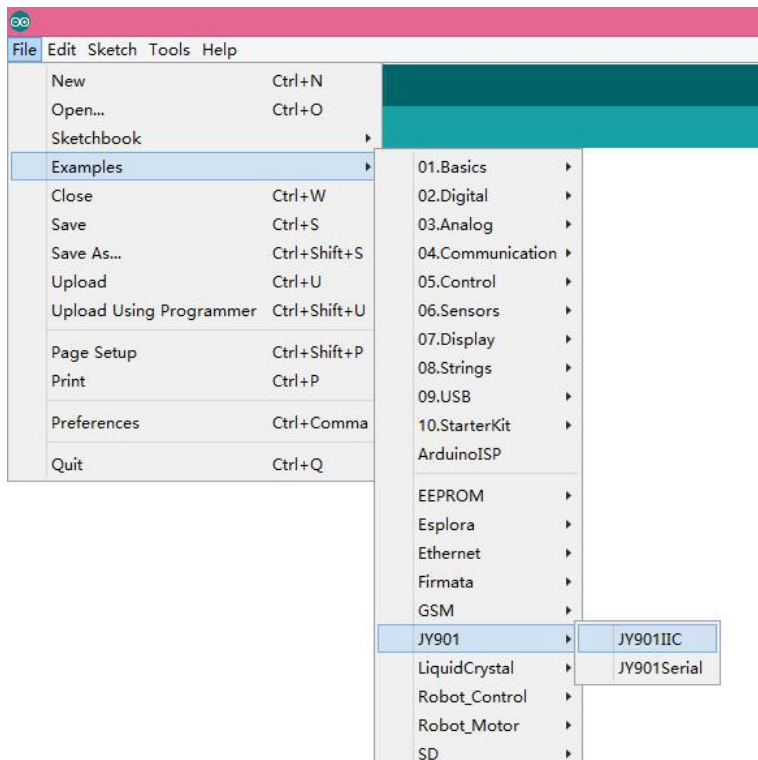 File Edit Sketch Tools Help
New Ctrl+N
Open... Ctrl+O
Sketchbook
Examples
Close Ctrl+W
Save Ctrl+S
Save As... Ctrl+Shift+S
Upload Ctrl+U
Upload Using Programmer Ctrl+Shift+U
Page Setup Ctrl+Shift+P
Print Ctrl+P
Preferences Ctrl+Comma
Quit Ctrl+Q
01.Basics
02.Digital
03.Analog
04.Communication
05.Control
06.Sensors
07.Display
08.Strings
09.USB
10.StarterKit
ArduinoISP
EEPROM
Esplora
Ethernet
Firmata
GSM
JY901
LiquidCrystal
Robot_Control
Robot_Motor
SD
JY901IIC
JY901Serial